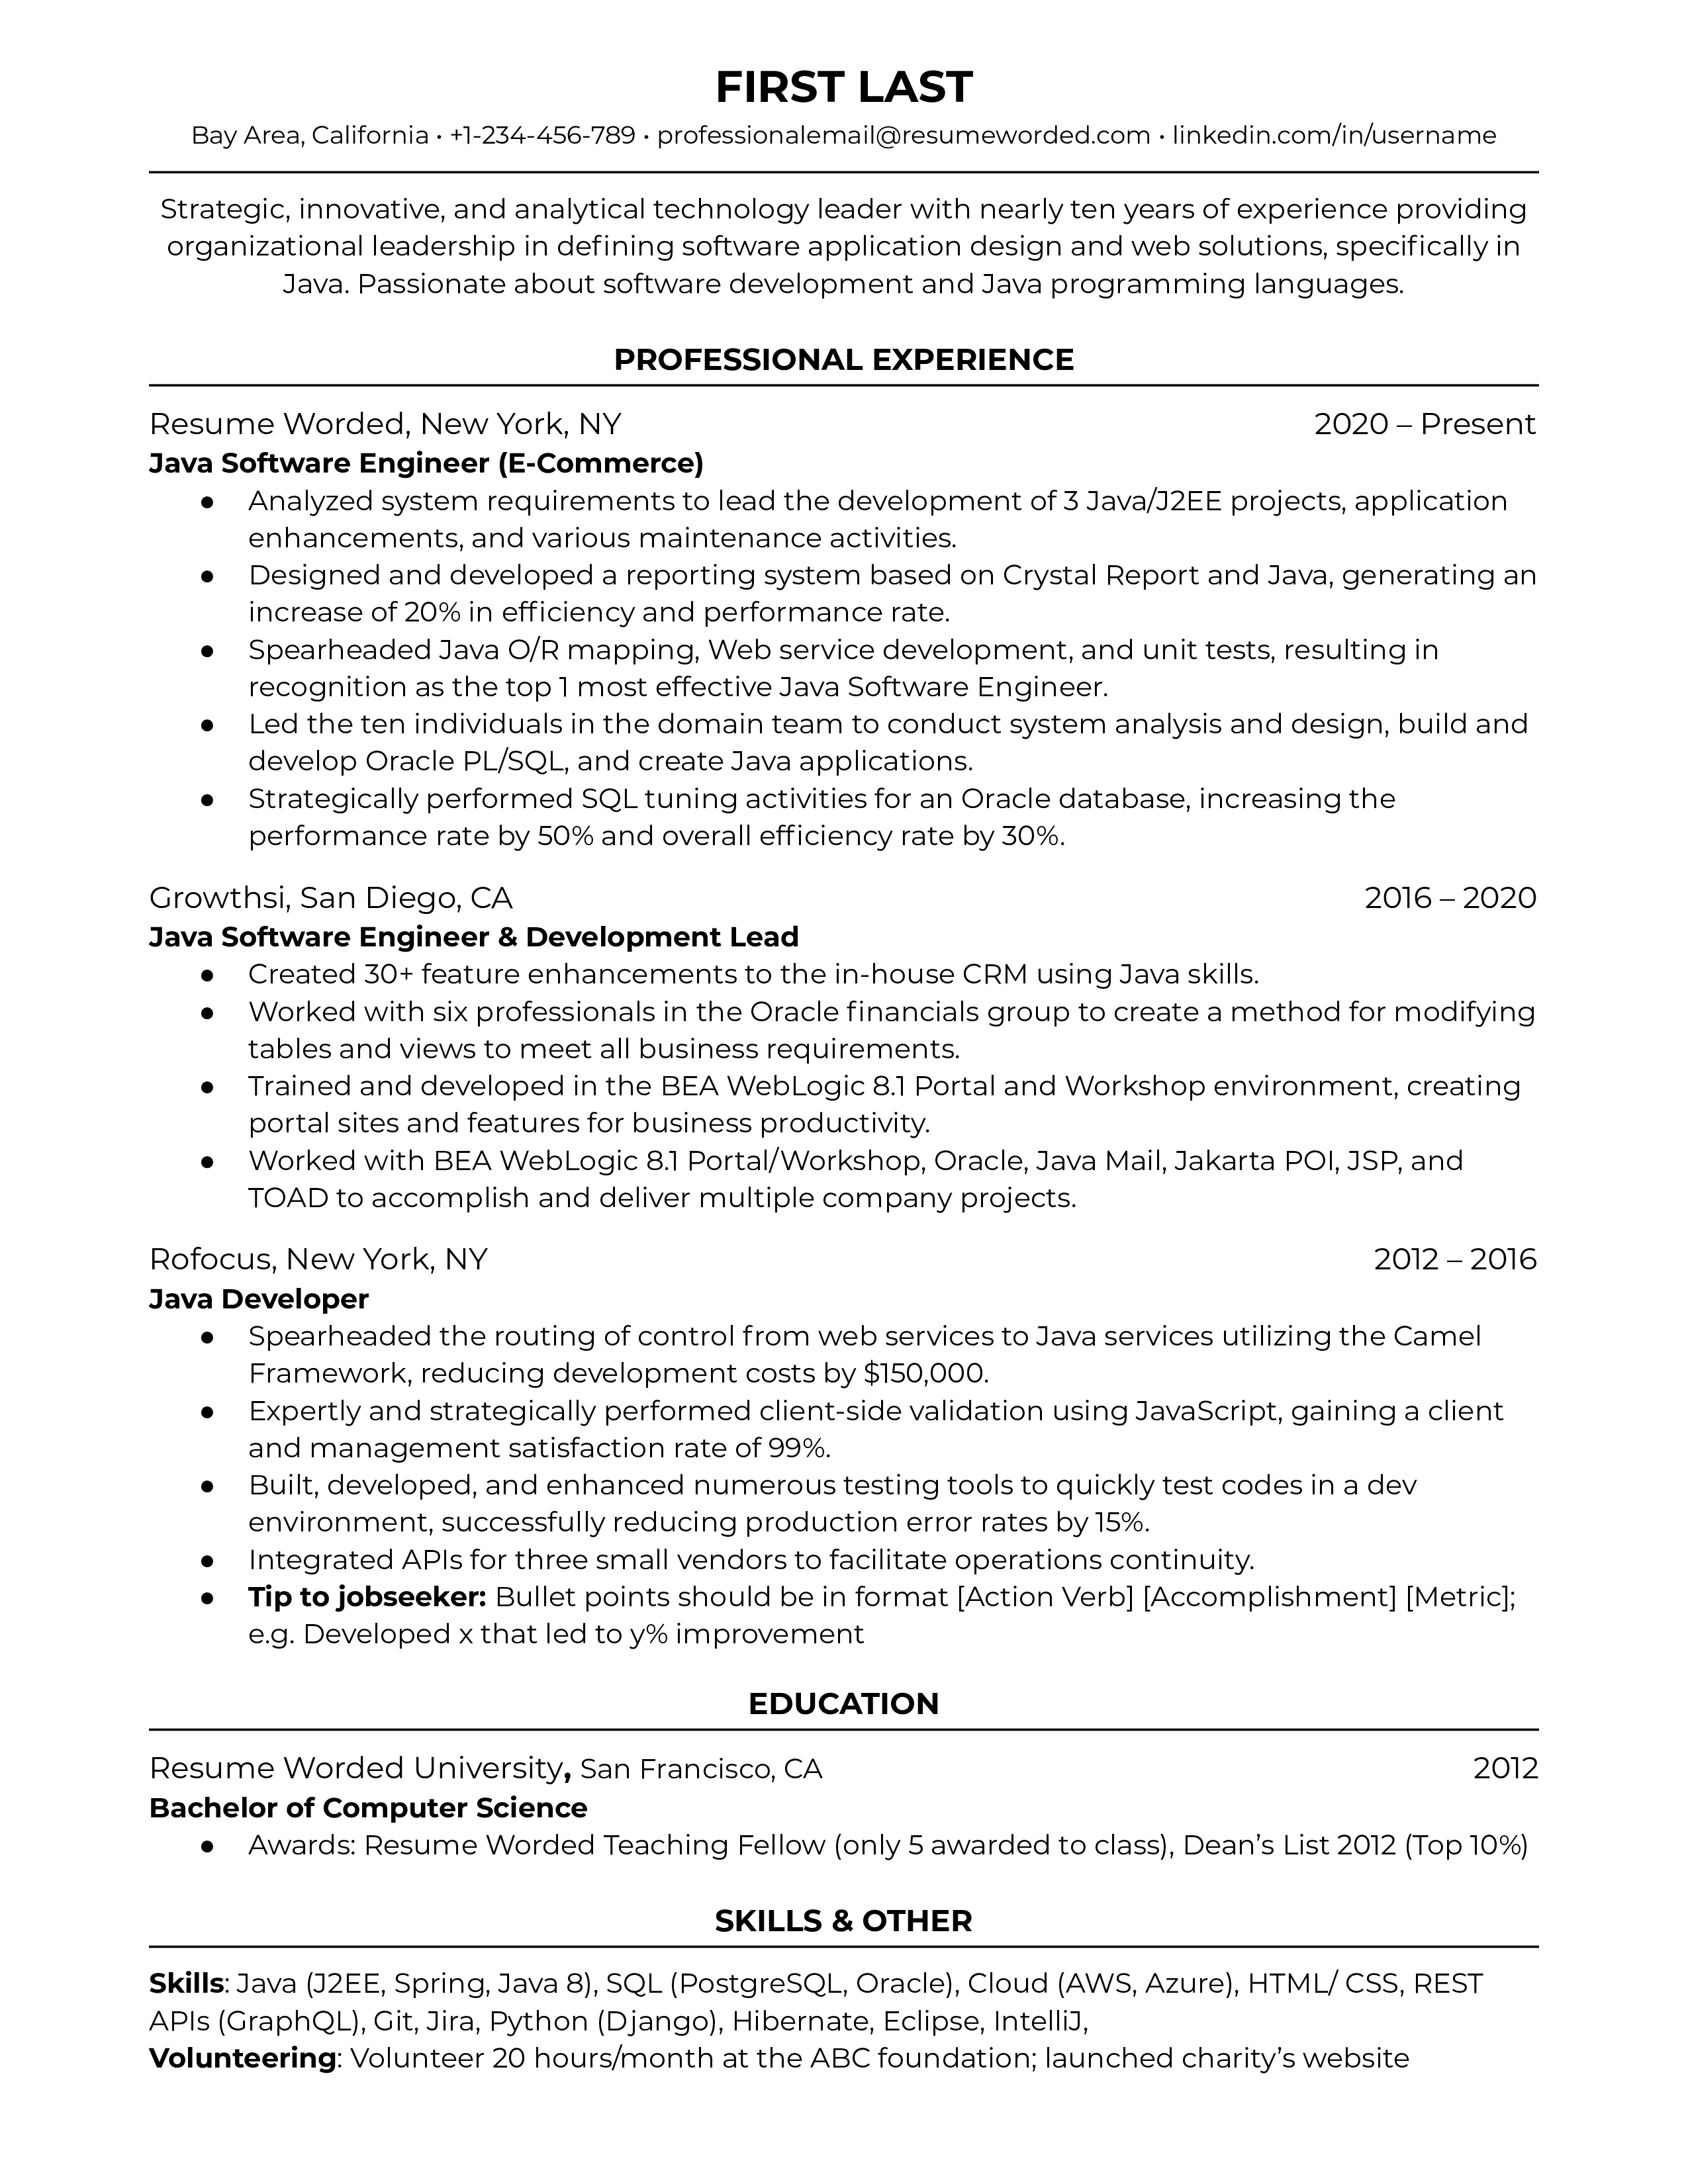 FIRST LAST
Bay Area, California • +1-234-456-789 • professionalemail@resumeworded.com • linkedin.com/in/username
Strategic, innovative, and analytical technology leader with nearly ten years of experience providing
organizational leadership in defining software application design and web solutions, specifically in
Java. Passionate about software development and Java programming languages.
PROFESSIONAL EXPERIENCE
Resume Worded, New York, NY 2020 – Present
Java Software Engineer (E-Commerce)
● Analyzed system requirements to lead the development of 3 Java/J2EE projects, application
enhancements, and various maintenance activities.
● Designed and developed a reporting system based on Crystal Report and Java, generating an
increase of 20% in efficiency and performance rate.
● Spearheaded Java O/R mapping, Web service development, and unit tests, resulting in
recognition as the top 1 most effective Java Software Engineer.
● Led the ten individuals in the domain team to conduct system analysis and design, build and
develop Oracle PL/SQL, and create Java applications.
● Strategically performed SQL tuning activities for an Oracle database, increasing the
performance rate by 50% and overall efficiency rate by 30%.
Growthsi, San Diego, CA 2016 – 2020
Java Software Engineer & Development Lead
● Created 30+ feature enhancements to the in-house CRM using Java skills.
● Worked with six professionals in the Oracle financials group to create a method for modifying
tables and views to meet all business requirements.
● Trained and developed in the BEA WebLogic 8.1 Portal and Workshop environment, creating
portal sites and features for business productivity.
● Worked with BEA WebLogic 8.1 Portal/Workshop, Oracle, Java Mail, Jakarta POI, JSP, and
TOAD to accomplish and deliver multiple company projects.
Rofocus, New York, NY 2012 – 2016
Java Developer
● Spearheaded the routing of control from web services to Java services utilizing the Camel
Framework, reducing development costs by $150,000.
● Expertly and strategically performed client-side validation using JavaScript, gaining a client
and management satisfaction rate of 99%.
● Built, developed, and enhanced numerous testing tools to quickly test codes in a dev
environment, successfully reducing production error rates by 15%.
● Integrated APIs for three small vendors to facilitate operations continuity.
● Tip to jobseeker: Bullet points should be in format [Action Verb] [Accomplishment] [Metric];
e.g. Developed x that led to y% improvement
EDUCATION
Resume Worded University, San Francisco, CA 2012
Bachelor of Computer Science
● Awards: Resume Worded Teaching Fellow (only 5 awarded to class), Dean’s List 2012 (Top 10%)
SKILLS & OTHER
Skills: Java (J2EE, Spring, Java 8), SQL (PostgreSQL, Oracle), Cloud (AWS, Azure), HTML/ CSS, REST
APIs (GraphQL), Git, Jira, Python (Django), Hibernate, Eclipse, IntelliJ,
Volunteering: Volunteer 20 hours/month at the ABC foundation; launched charity’s website